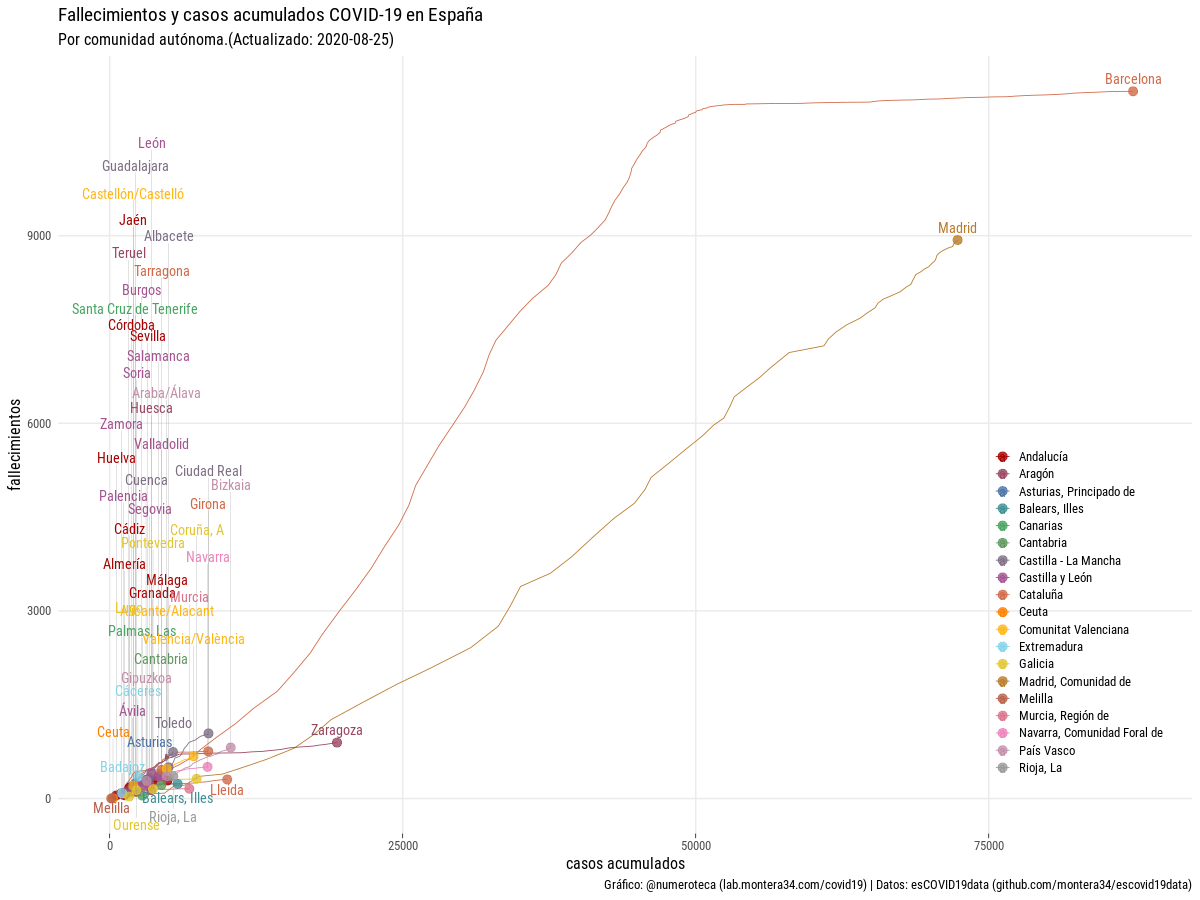 Fallecimientos y casos acumulados COVID-19 en España
Por comunidad autónoma.(Actualizado: 2020-08-25)
Barcelona
León
Guadalajara
Castellón/Castelló
Jaén
Madrid
9000
Albacete
Teruel
Tarragona
Burgos
Santa Cruz de Tenerife
Córdoba
Sevilla
Salamanca
Soria
Araba/Álava
Huesca
Zamora
6000
Valladolid
Huelva
Andalucía
Ciudad Real
Aragón
Cuenca
Bizkaia
Asturias, Principado de
Palencia
Girona
Segovia
Balears, Illes
Cádiz
Coruña, A
Canarias
Pontevedra
Cantabria
Navarra
Almería
Castilla - La Mancha
Málaga
Castilla y León
Granada
Murcia
Cataluña
Lugo
Alicante/Alacant
3000
Ceuta
Palmas, Las
Comunitat Valenciana
Valencia/València
Extremadura
Cantabria
Galicia
Gipuzkoa
Madrid, Comunidad de
Cáceres
Melilla
Ávila
Murcia, Región de
Toledo
Ceuta
Zaragoza
Navarra, Comunidad Foral de
Asturias
País Vasco
Badajoz
Rioja, La
Lleida
0
Balears, Illes
Melilla
Rioja, La
Ourense
fallecimientos
0
25000
50000
75000
casos acumulados
Gráfico: @numeroteca (lab.montera34.com/covid19) | Datos: esCOVID19data (github.com/montera34/escovid19data)